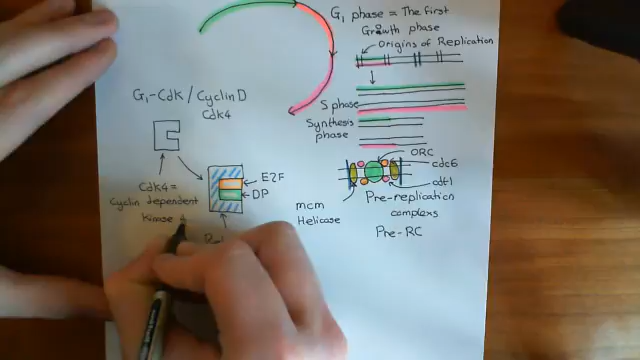 G1 phase = The First
Growth phase
Origins of Replication
G1-Cdk / Cyclin D
Cdk4
S phase
Synthesis
phase
ORC
cdc6
cdt1
E2F
DP
Cdk4 =
Cyclin dependent
Kinase
mcm
Helicase
Pre-replication
complexes
Pre-RC